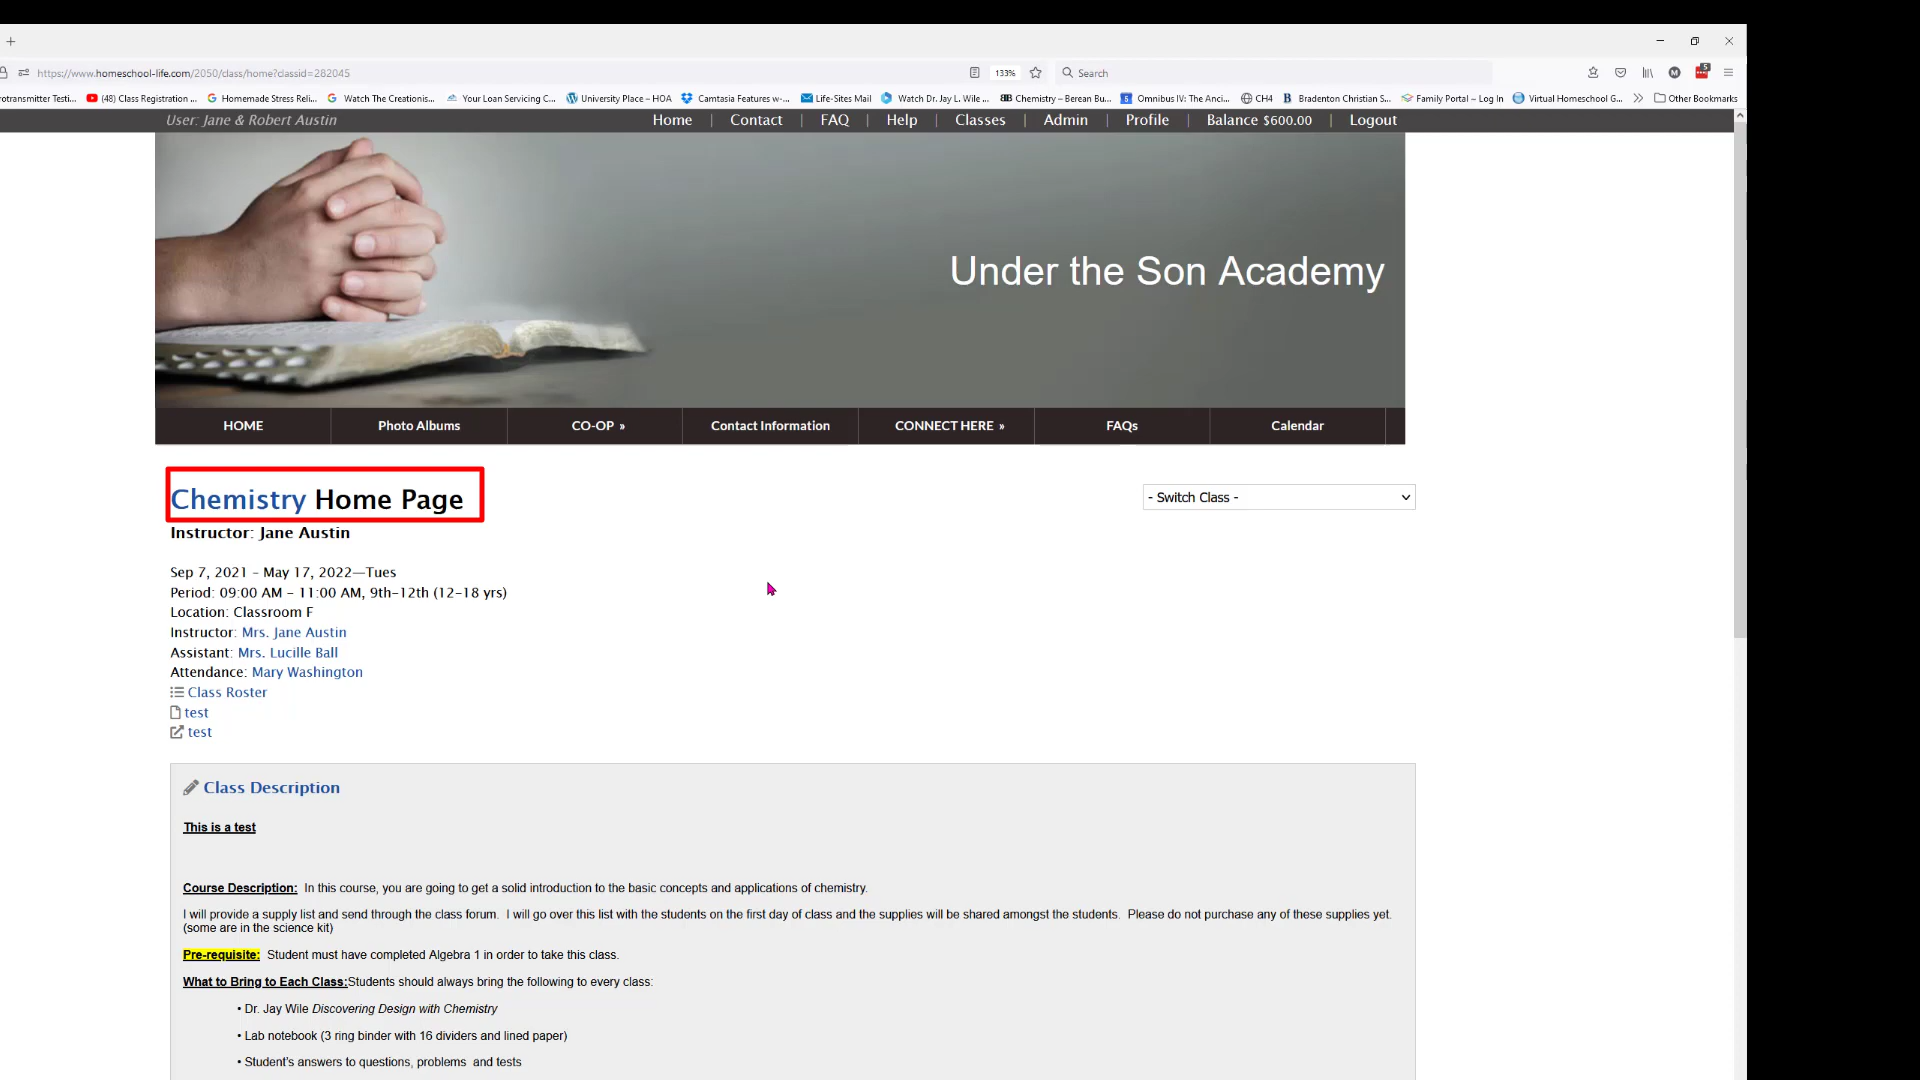 https://www.homeschool-life.com/2050/class/home?classid=282045
133%
Search
M
5
otransmitter Testi...
(48) Class Registration ...
Homemade Stress Reli...
Watch The Creationis...
Your Loan Servicing C...
University Place – HOA
Camtasia Features w-...
Life-Sites Mail
Watch Dr. Jay L. Wile ...
Chemistry – Berean Bu...
Omnibus IV: The Anci...
CH4
Bradenton Christian S...
Family Portal – Log In
Virtual Homeschool G...
Other Bookmarks
User: Jane & Robert Austin
Home | Contact | FAQ | Help | Classes | Admin | Profile | Balance $600.00 | Logout
Under the Son Academy
HOME
Photo Albums
CO-OP »
Contact Information
CONNECT HERE »
FAQs
Calendar
Chemistry Home Page
- Switch Class -
Instructor: Jane Austin
Sep 7, 2021 - May 17, 2022—Tues
Period: 09:00 AM - 11:00 AM, 9th-12th (12-18 yrs)
Location: Classroom F
Instructor: Mrs. Jane Austin
Assistant: Mrs. Lucille Ball
Attendance: Mary Washington
Class Roster
test
test
Class Description
This is a test
Course Description: In this course, you are going to get a solid introduction to the basic concepts and applications of chemistry.
I will provide a supply list and send through the class forum. I will go over this list with the students on the first day of class and the supplies will be shared amongst the students. Please do not purchase any of these supplies yet.
(some are in the science kit)
Pre-requisite: Student must have completed Algebra 1 in order to take this class.
What to Bring to Each Class:Students should always bring the following to every class:
• Dr. Jay Wile Discovering Design with Chemistry
• Lab notebook (3 ring binder with 16 dividers and lined paper)
• Student's answers to questions, problems and tests